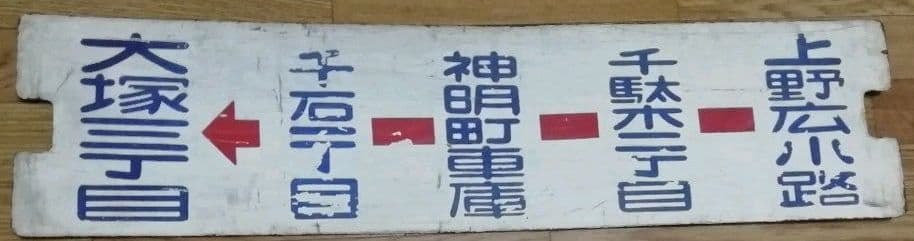 上野広小路
千駄木二丁目
神明町車庫
千石一丁目
大塚三丁目